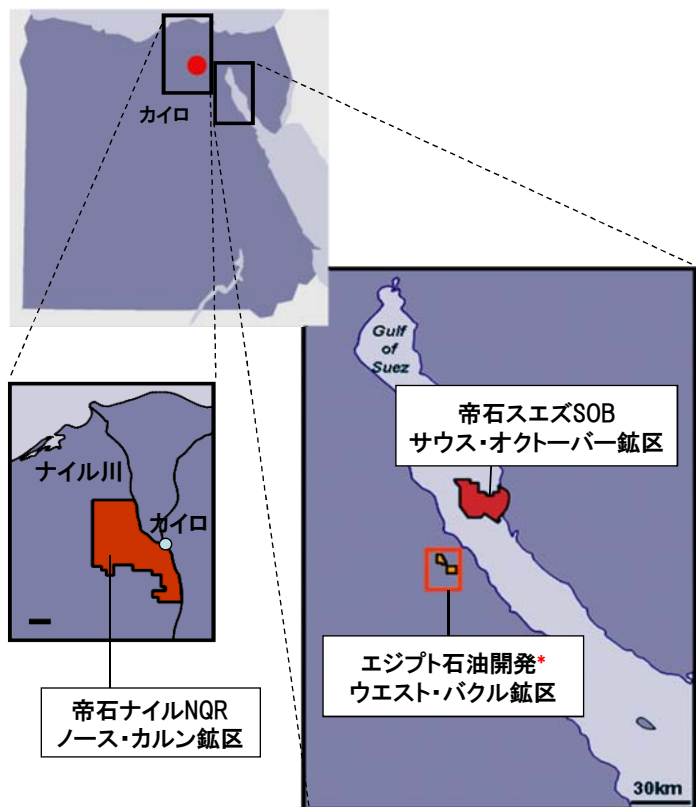 カイロ
Gulf
of
Suez
帝石スエズSOB
サウス・オクトーバー鉱区
ナイル川
カイロ
エジプト石油開発*
ウエスト・バクル鉱区
帝石ナイルNQR
ノース・カルン鉱区
30km